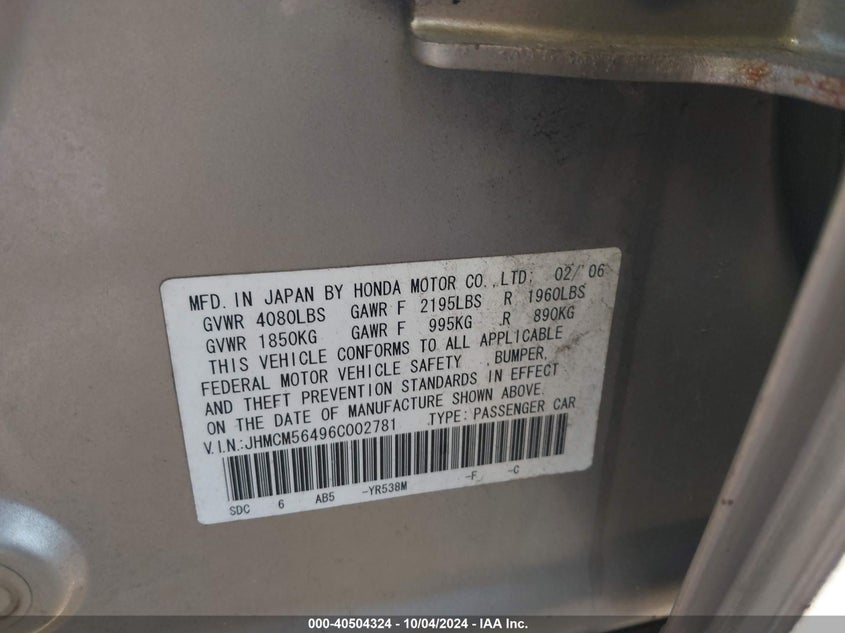 MFD. IN JAPAN BY HONDA MOTOR CO., LTD. 02/'06
GVWR 4080LBS GAWR F 2195LBS R 1960LBS
GVWR 1850KG GAWR F 995KG R 890KG
THIS VEHICLE CONFORMS TO ALL APPLICABLE
FEDERAL MOTOR VEHICLE SAFETY , BUMPER,
AND THEFT PREVENTION STANDARDS IN EFFECT
ON THE DATE OF MANUFACTURE SHOWN ABOVE.
V.I.N.:JHMCM56496C002781 TYPE: PASSENGER CAR
SDC 6 AB5 -YR538M -F -C
000-40504324 | 10/04/2024 - IAA Inc.